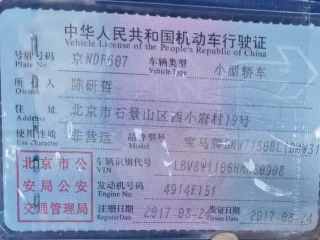 中华人民共和国机动车行驶证
Vehicle License of the People's Republic of China
号牌号码 京NDF607 车辆类型 小型轿车
Plate No. Vehicle Type
所有人 陈研哲
Owner
住址 北京市石景山区西小府村19号
Address
使用性质 非营运 品牌型号 宝马牌
Use Character Model
北京市公
安局公安
交通管理局
车辆识别代号
VIN
发动机号码
Engine No.
注册日期 2017-08-24 发证日期 2017-08-24
Register Date Issue Date